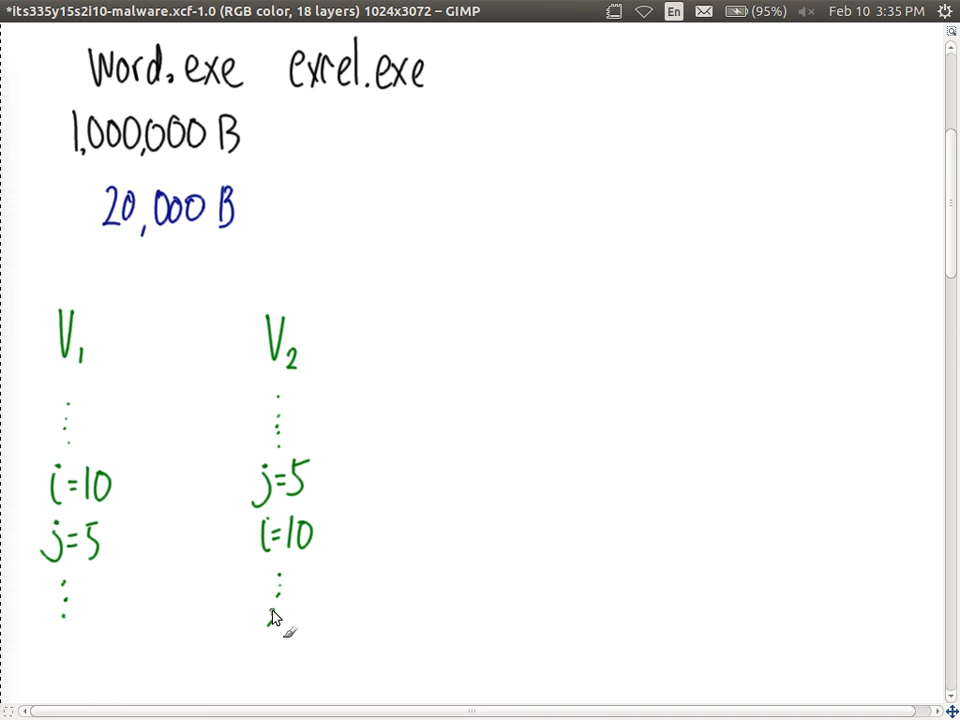 *its335y15s2i10-malware.xcf-1.0 (RGB color, 18 layers) 1024x3072 – GIMP En (95%) Feb 10 3:35 PM
Word.exe excel.exe
1,000,000 B
20,000 B
V1 V2
⋮ ⋮
i=10 j=5
j=5 i=10
⋮ ⋮